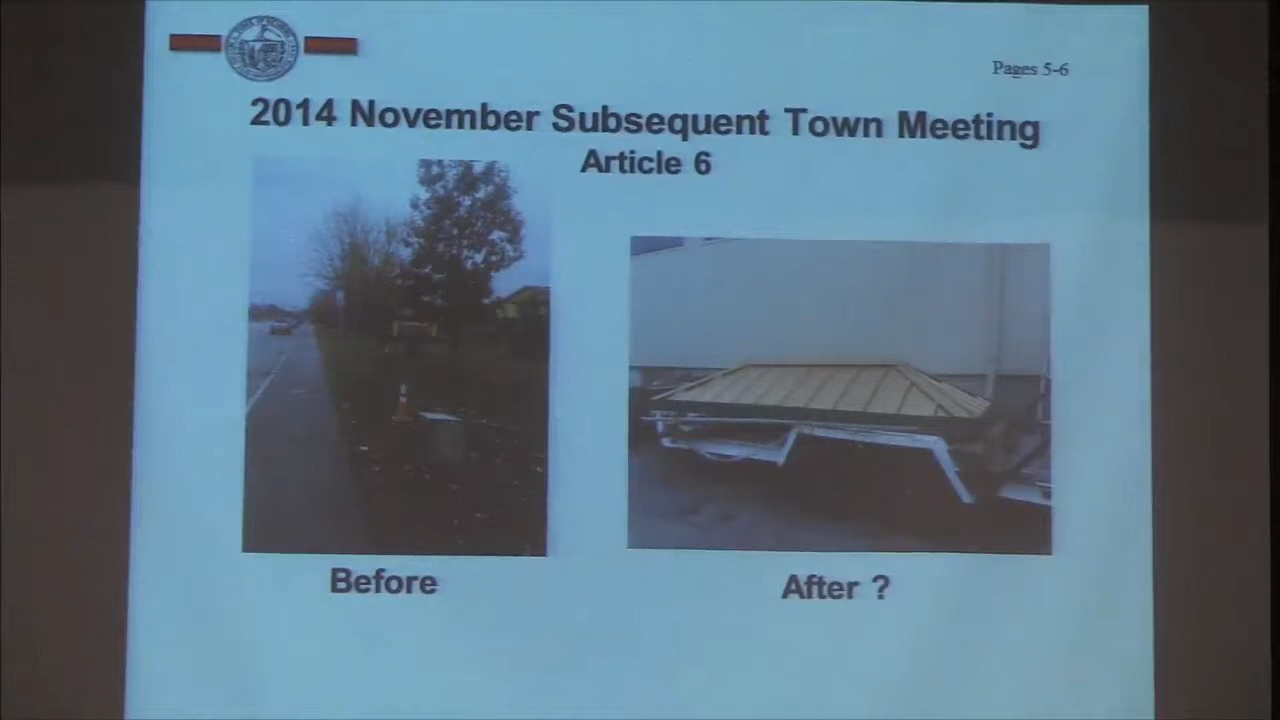 Pages 5-6
2014 November Subsequent Town Meeting
Article 6
Before
After ?